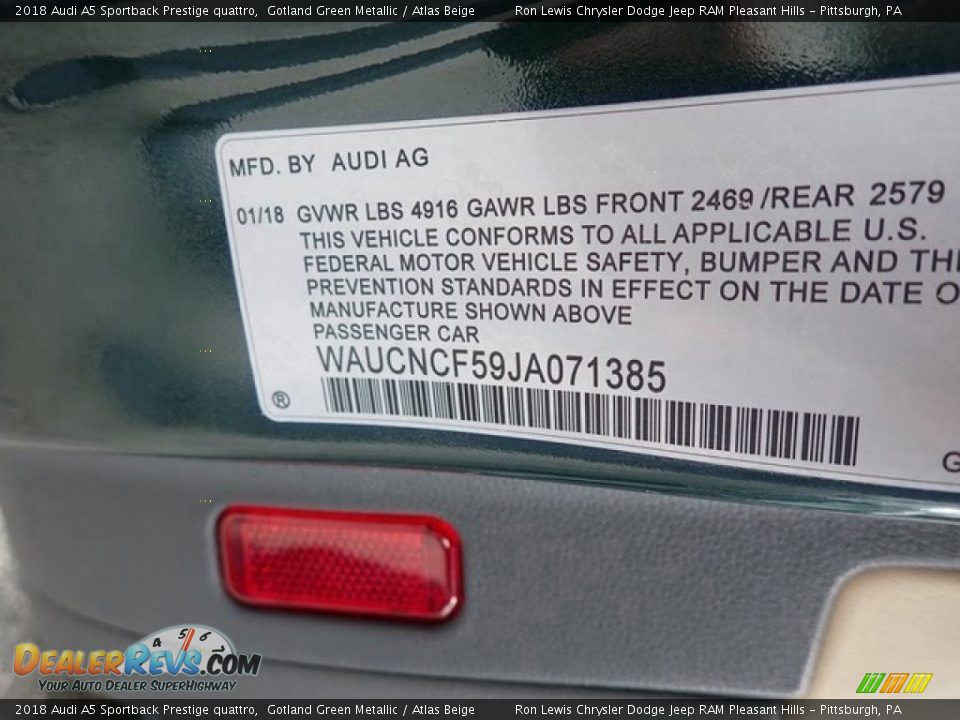 2018 Audi A5 Sportback Prestige quattro, Gotland Green Metallic / Atlas Beige Ron Lewis Chrysler Dodge Jeep RAM Pleasant Hills - Pittsburgh, PA
MFD. BY AUDI AG
01/18 GVWR LBS 4916 GAWR LBS FRONT 2469 /REAR 2579
THIS VEHICLE CONFORMS TO ALL APPLICABLE U.S.
FEDERAL MOTOR VEHICLE SAFETY, BUMPER AND
PREVENTION STANDARDS IN EFFECT ON THE DATE
MANUFACTURE SHOWN ABOVE
PASSENGER CAR
WAUCNCF59JA071385
®
G
4 5 6
DEALERREVS.COM
YOUR AUTO DEALER SUPERHIGHWAY
2018 Audi A5 Sportback Prestige quattro, Gotland Green Metallic / Atlas Beige Ron Lewis Chrysler Dodge Jeep RAM Pleasant Hills - Pittsburgh, PA